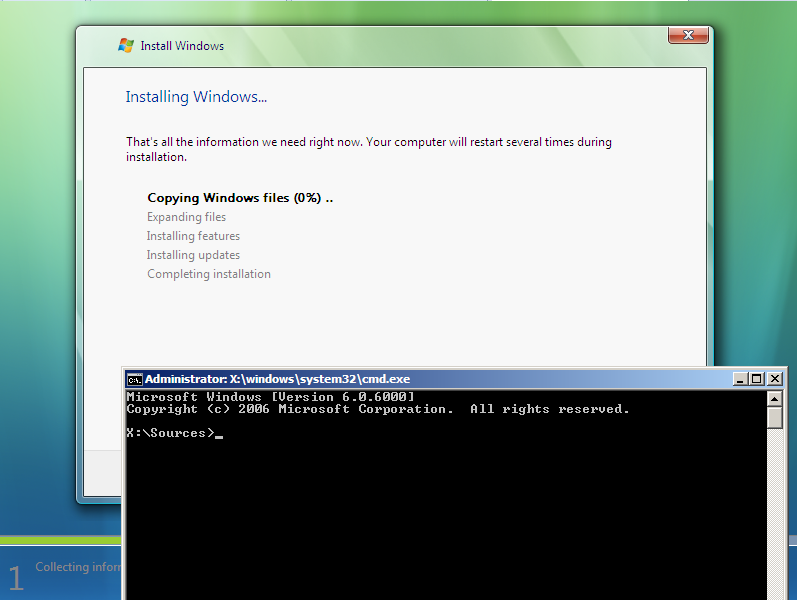 Install Windows
Installing Windows...
That's all the information we need right now. Your computer will restart several times during
installation.
Copying Windows files (0%) ..
Expanding files
Installing features
Installing updates
Completing installation
C:\.
Administrator: X:\windows\system32\cmd.exe
Microsoft Windows [Version 6.0.6000]
Copyright (c) 2006 Microsoft Corporation.  All rights reserved.
X:\Sources>_
1
Collecting inform